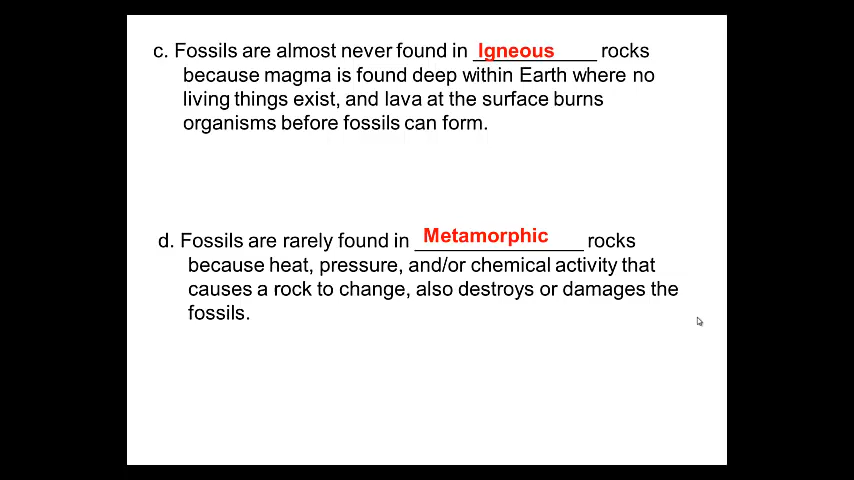 c. Fossils are almost never found in Igneous rocks
because magma is found deep within Earth where no
living things exist, and lava at the surface burns
organisms before fossils can form.
d. Fossils are rarely found in Metamorphic rocks
because heat, pressure, and/or chemical activity that
causes a rock to change, also destroys or damages the
fossils.